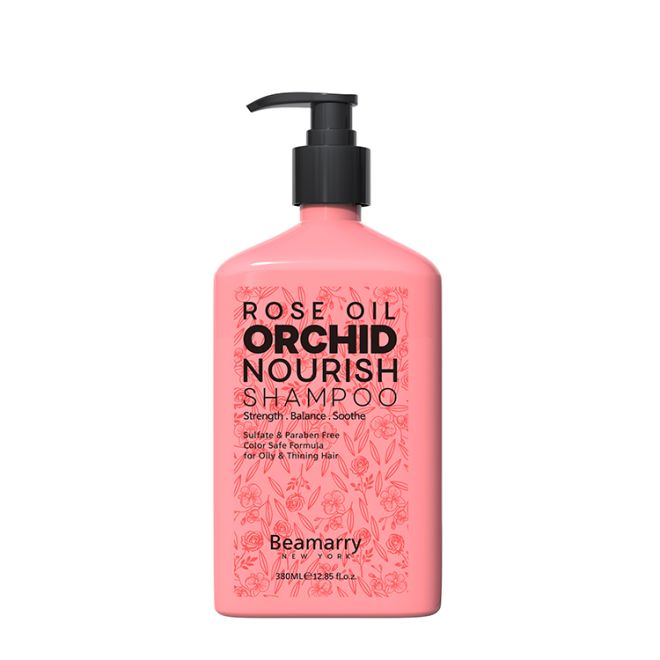 ROSE OIL
ORCHID
NOURISH
SHAMPOO
Strength . Balance . Soothe
Sulfate & Paraben Free
Color Safe Formula
for Oily & Thining Hair
Beamarry
NEW YORK
380ML℮12.85 fl.o.z.